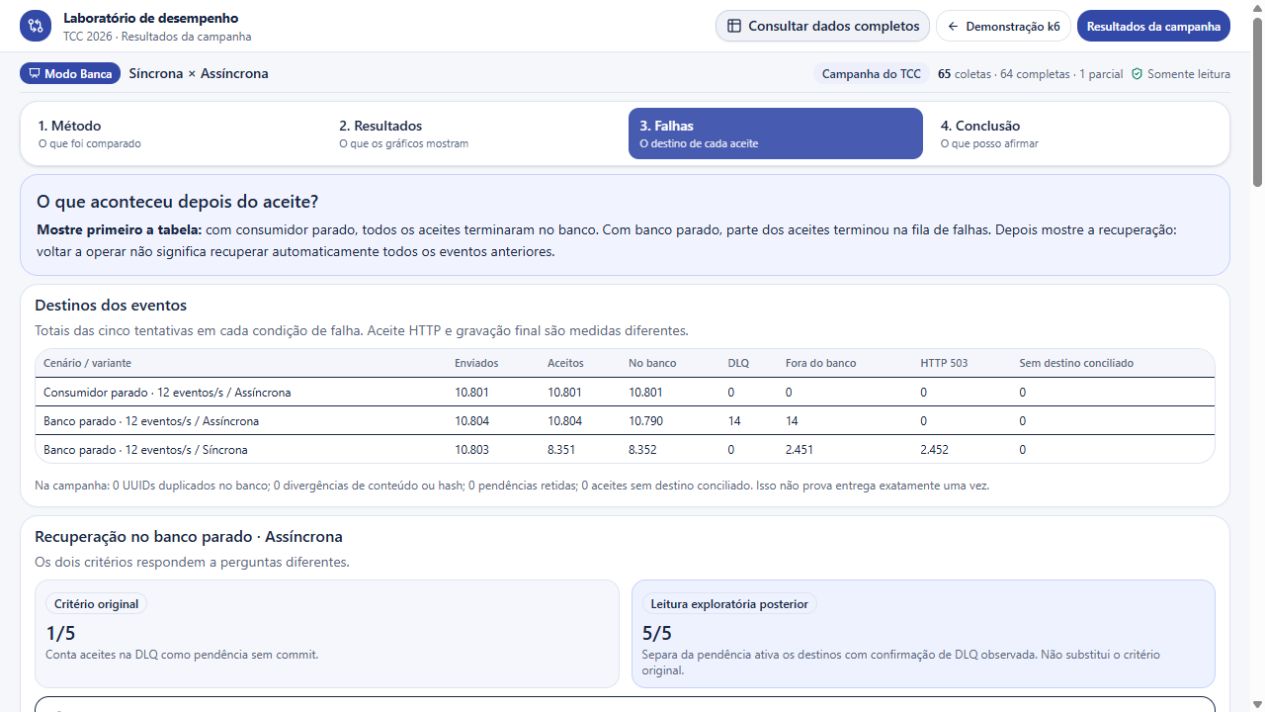 Laboratório de desempenho
TCC 2026 · Resultados da campanha
Consultar dados completos
← Demonstração k6
Resultados da campanha
Modo Banca
Síncrona × Assíncrona
Campanha do TCC
65 coletas · 64 completas · 1 parcial
Somente leitura
1. Método
O que foi comparado
2. Resultados
O que os gráficos mostram
3. Falhas
O destino de cada aceite
4. Conclusão
O que posso afirmar
O que aconteceu depois do aceite?
Mostre primeiro a tabela: com consumidor parado, todos os aceites terminaram no banco. Com banco parado, parte dos aceites terminou na fila de falhas. Depois mostre a recuperação:
voltar a operar não significa recuperar automaticamente todos os eventos anteriores.
Destinos dos eventos
Totais das cinco tentativas em cada condição de falha. Aceite HTTP e gravação final são medidas diferentes.
Cenário / variante Enviados Aceitos No banco DLQ Fora do banco HTTP 503 Sem destino conciliado
Consumidor parado · 12 eventos/s / Assíncrona 10.801 10.801 10.801 0 0 0 0
Banco parado · 12 eventos/s / Assíncrona 10.804 10.804 10.790 14 14 0 0
Banco parado · 12 eventos/s / Síncrona 10.803 8.351 8.352 0 2.451 2.452 0
Na campanha: 0 UUIDs duplicados no banco; 0 divergências de conteúdo ou hash; 0 pendências retidas; 0 aceites sem destino conciliado. Isso não prova entrega exatamente uma vez.
Recuperação no banco parado · Assíncrona
Os dois critérios respondem a perguntas diferentes.
Critério original
1/5
Conta aceites na DLQ como pendência sem commit.
Leitura exploratória posterior
5/5
Separa da pendência ativa os destinos com confirmação de DLQ observada. Não substitui o critério
original.